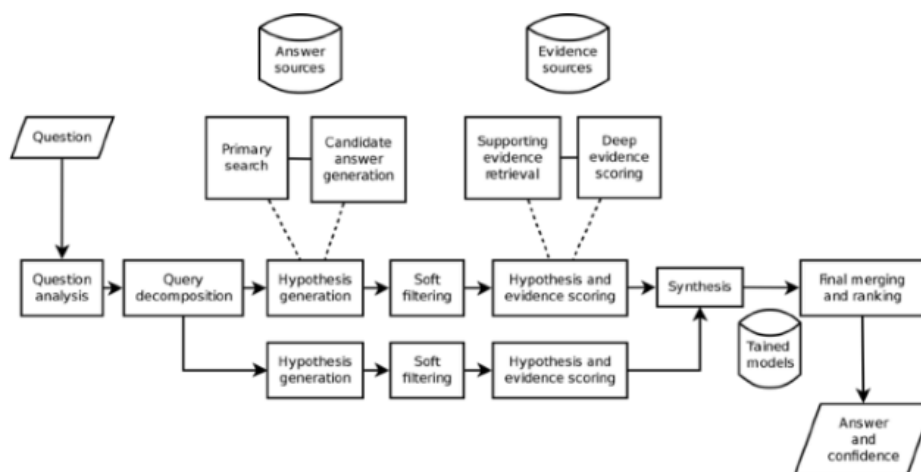 Answer
sources
Evidence
sources
Question
Primary
search
Candidate
answer
generation
Supporting
evidence
retrieval
Deep
evidence
scoring
Question
analysis
Query
decomposition
Hypothesis
generation
Soft
filtering
Hypothesis and
evidence scoring
Synthesis
Final merging
and ranking
Hypothesis
generation
Soft
filtering
Hypothesis and
evidence scoring
Tained
models
Answer
and
confidence